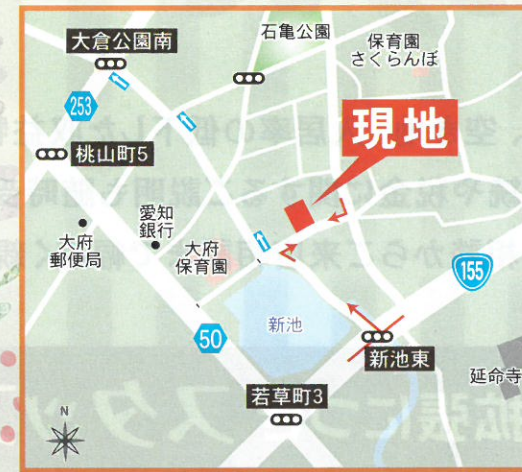 大倉公園南
石亀公園
保育園
さくらんぼ
253
現地
桃山町5
愛知
銀行
大府
郵便局
大府
保育園
155
新池
50
新池東
延命寺
若草町3
N